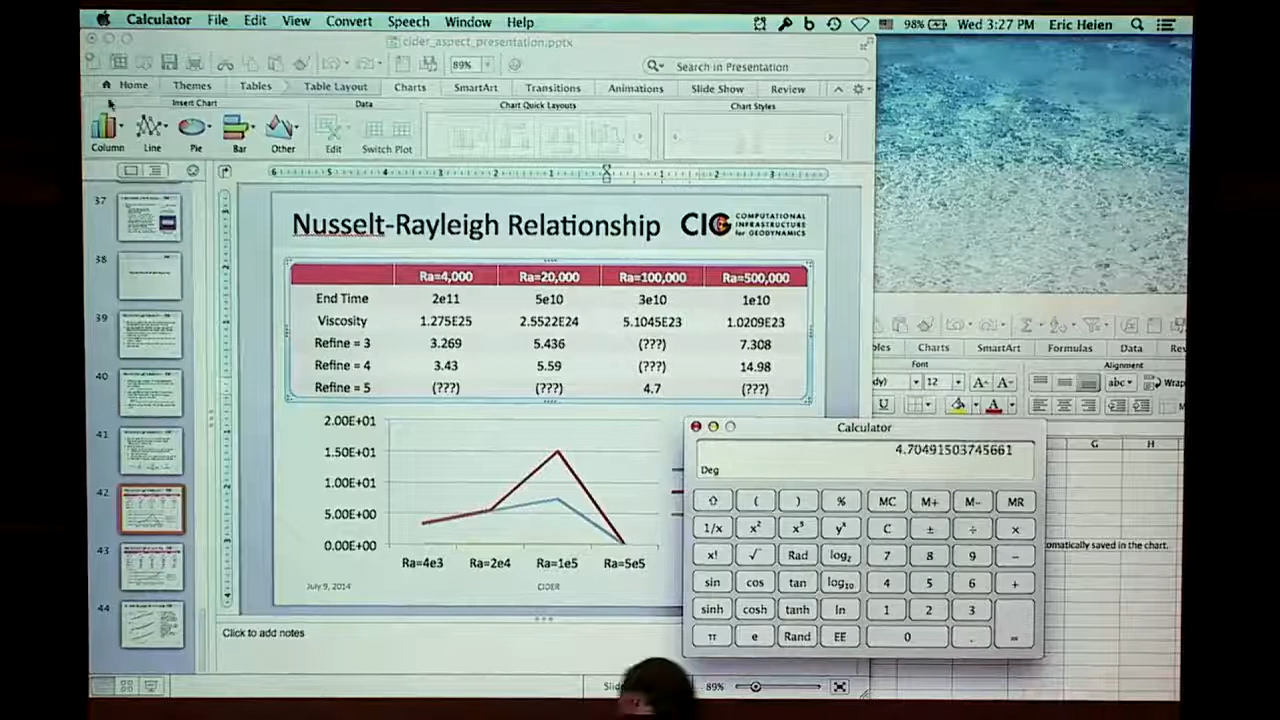 Calculator File Edit View Convert Speech Window Help 98% Wed 3:27 PM Eric Heien
cider_aspect_presentation.pptx
89% Search in Presentation
Home Themes Tables Table Layout Charts SmartArt Transitions Animations Slide Show Review
Insert Chart Data Chart Quick Layouts Chart Styles
Column Line Pie Bar Other Edit Switch Plot
37
38
39
40
41
42
43
44
Nusselt-Rayleigh Relationship
CIG COMPUTATIONAL
INFRASTRUCTURE
for GEODYNAMICS
Ra=4,000 Ra=20,000 Ra=100,000 Ra=500,000
End Time 2e11 5e10 3e10 1e10
Viscosity 1.275E25 2.5522E24 5.1045E23 1.0209E23
Refine = 3 3.269 5.436 (???) 7.308
Refine = 4 3.43 5.59 (???) 14.98
Refine = 5 (???) (???) 4.7 (???)
2.00E+01
1.50E+01
1.00E+01
5.00E+00
0.00E+00
Ra=4e3 Ra=2e4 Ra=1e5 Ra=5e5
July 9, 2014 CIDER
Click to add notes
89%
Charts SmartArt Formulas Data
Font Alignment
12 abc Wrap
G H
omatically saved in the chart.
Calculator
4.70491503745661
Deg
( ) % MC M+ M- MR
1/x x² x³ yˣ C ± ÷ ×
x! √ Rad log₂ 7 8 9 −
sin cos tan log₁₀ 4 5 6 +
sinh cosh tanh ln 1 2 3
π e Rand EE 0 . =